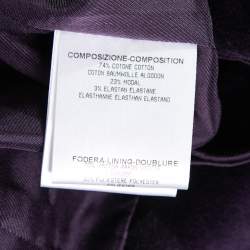 COMPOSIZIONE-COMPOSITION
74% COTONE COTTON
COTON BAUMWOLLE ALGODON
23% MODAL
3% ELASTAN ELASTANE
ELASTHANNE ELASTHAN ELASTANO
FODERA-LINING-DOUBLURE
POLYESTER